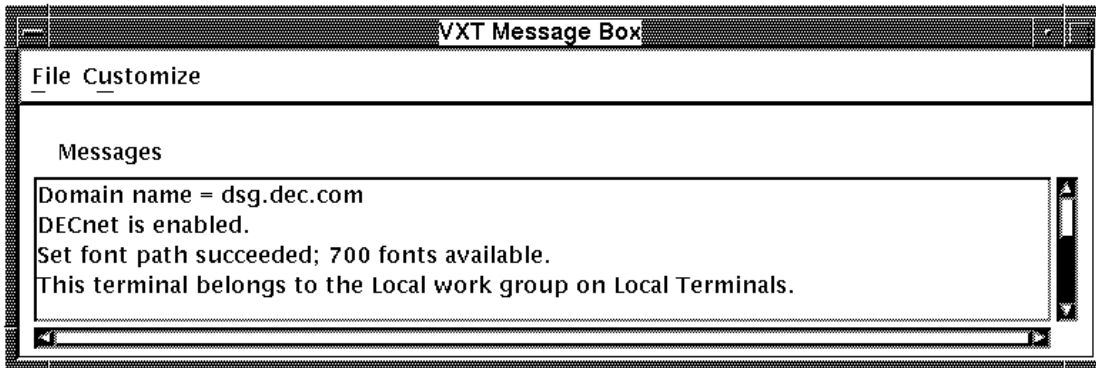 VXT Message Box
File Customize
Messages
Domain name = dsg.dec.com
DECnet is enabled.
Set font path succeeded; 700 fonts available.
This terminal belongs to the Local work group on Local Terminals.